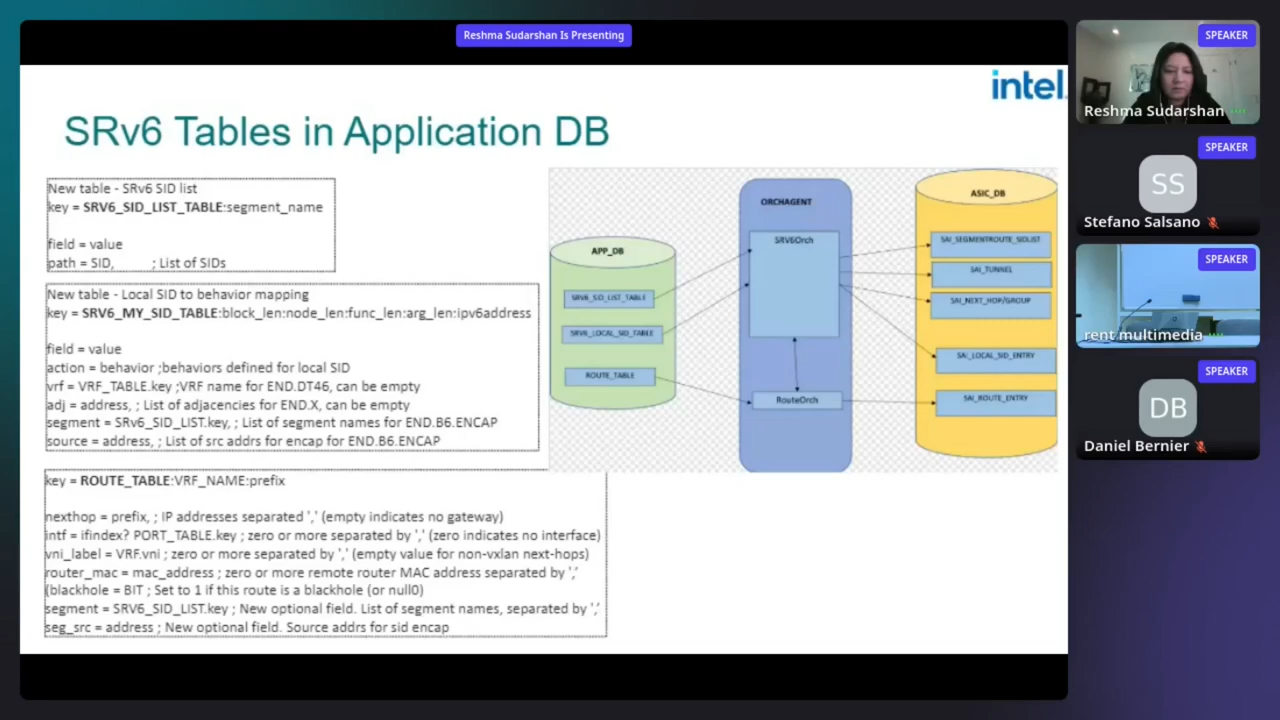 Reshma Sudarshan Is Presenting
intel.
SRv6 Tables in Application DB
New table - SRv6 SID list
key = SRV6_SID_LIST_TABLE:segment_name
field = value
path = SID, ; List of SIDs
New table - Local SID to behavior mapping
key = SRV6_MY_SID_TABLE:block_len:node_len:func_len:arg_len:ipv6address
field = value
action = behavior ;behaviors defined for local SID
vrf = VRF_TABLE.key ;VRF name for END.DT46, can be empty
adj = address, ; List of adjacencies for END.X, can be empty
segment = SRv6_SID_LIST.key, ; List of segment names for END.B6.ENCAP
source = address, ; List of src addrs for encap for END.B6.ENCAP
key = ROUTE_TABLE:VRF_NAME:prefix
nexthop = prefix, ; IP addresses separated ',' (empty indicates no gateway)
intf = ifindex? PORT_TABLE.key ; zero or more separated by ',' (zero indicates no interface)
vni_label = VRF.vni ; zero or more separated by ',' (empty value for non-vxlan next-hops)
router_mac = mac_address ; zero or more remote router MAC address separated by ','
(blackhole = BIT ; Set to 1 if this route is a blackhole (or null0)
segment = SRV6_SID_LIST.key ; New optional field. List of segment names, separated by ','
seg_src = address ; New optional field. Source addrs for sid encap
APP_DB
SRV6_SID_LIST_TABLE
SRV6_LOCAL_SID_TABLE
ROUTE_TABLE
ORCHAGENT
SRV6Orch
RouteOrch
ASIC_DB
SAI_SEGMENTROUTE_SIDLIST
SAI_TUNNEL
SAI_NEXT_HOP/GROUP
SAI_LOCAL_SID_ENTRY
SAI_ROUTE_ENTRY
SPEAKER
Reshma Sudarshan
SPEAKER
SS
Stefano Salsano
SPEAKER
rent multimedia
SPEAKER
DB
Daniel Bernier